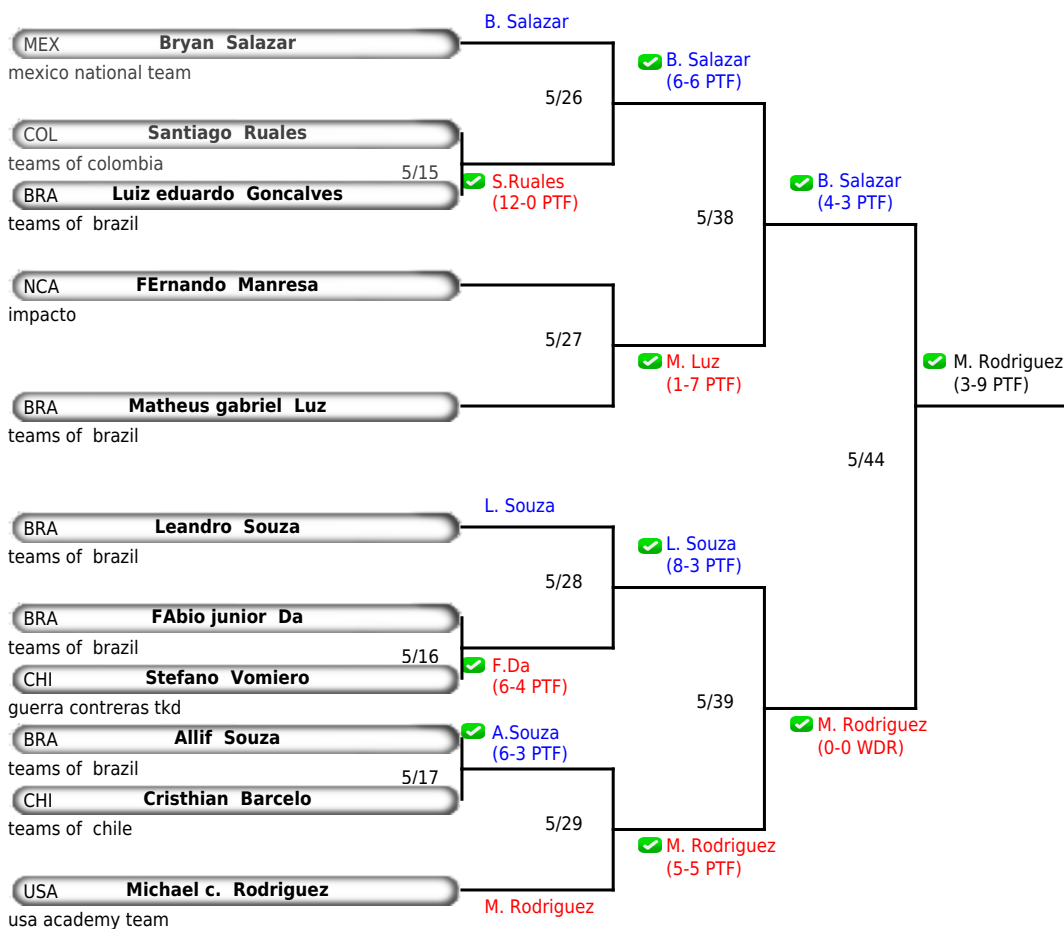 B. Salazar
MEX Bryan Salazar
mexico national team
B. Salazar
(6-6 PTF)
5/26
COL Santiago Ruales
teams of colombia
5/15
S.Ruales
(12-0 PTF)
BRA Luiz eduardo Goncalves
teams of brazil
B. Salazar
(4-3 PTF)
5/38
NCA FErnando Manresa
impacto
5/27
M. Luz
(1-7 PTF)
M. Rodriguez
(3-9 PTF)
BRA Matheus gabriel Luz
teams of brazil
5/44
L. Souza
BRA Leandro Souza
teams of brazil
L. Souza
(8-3 PTF)
5/28
BRA FAbio junior Da
teams of brazil
5/16
F.Da
(6-4 PTF)
CHI Stefano Vomiero
guerra contreras tkd
5/39
M. Rodriguez
(0-0 WDR)
BRA Allif Souza
teams of brazil
A.Souza
(6-3 PTF)
5/17
CHI Cristhian Barcelo
teams of chile
5/29
M. Rodriguez
(5-5 PTF)
USA Michael c. Rodriguez
usa academy team
M. Rodriguez